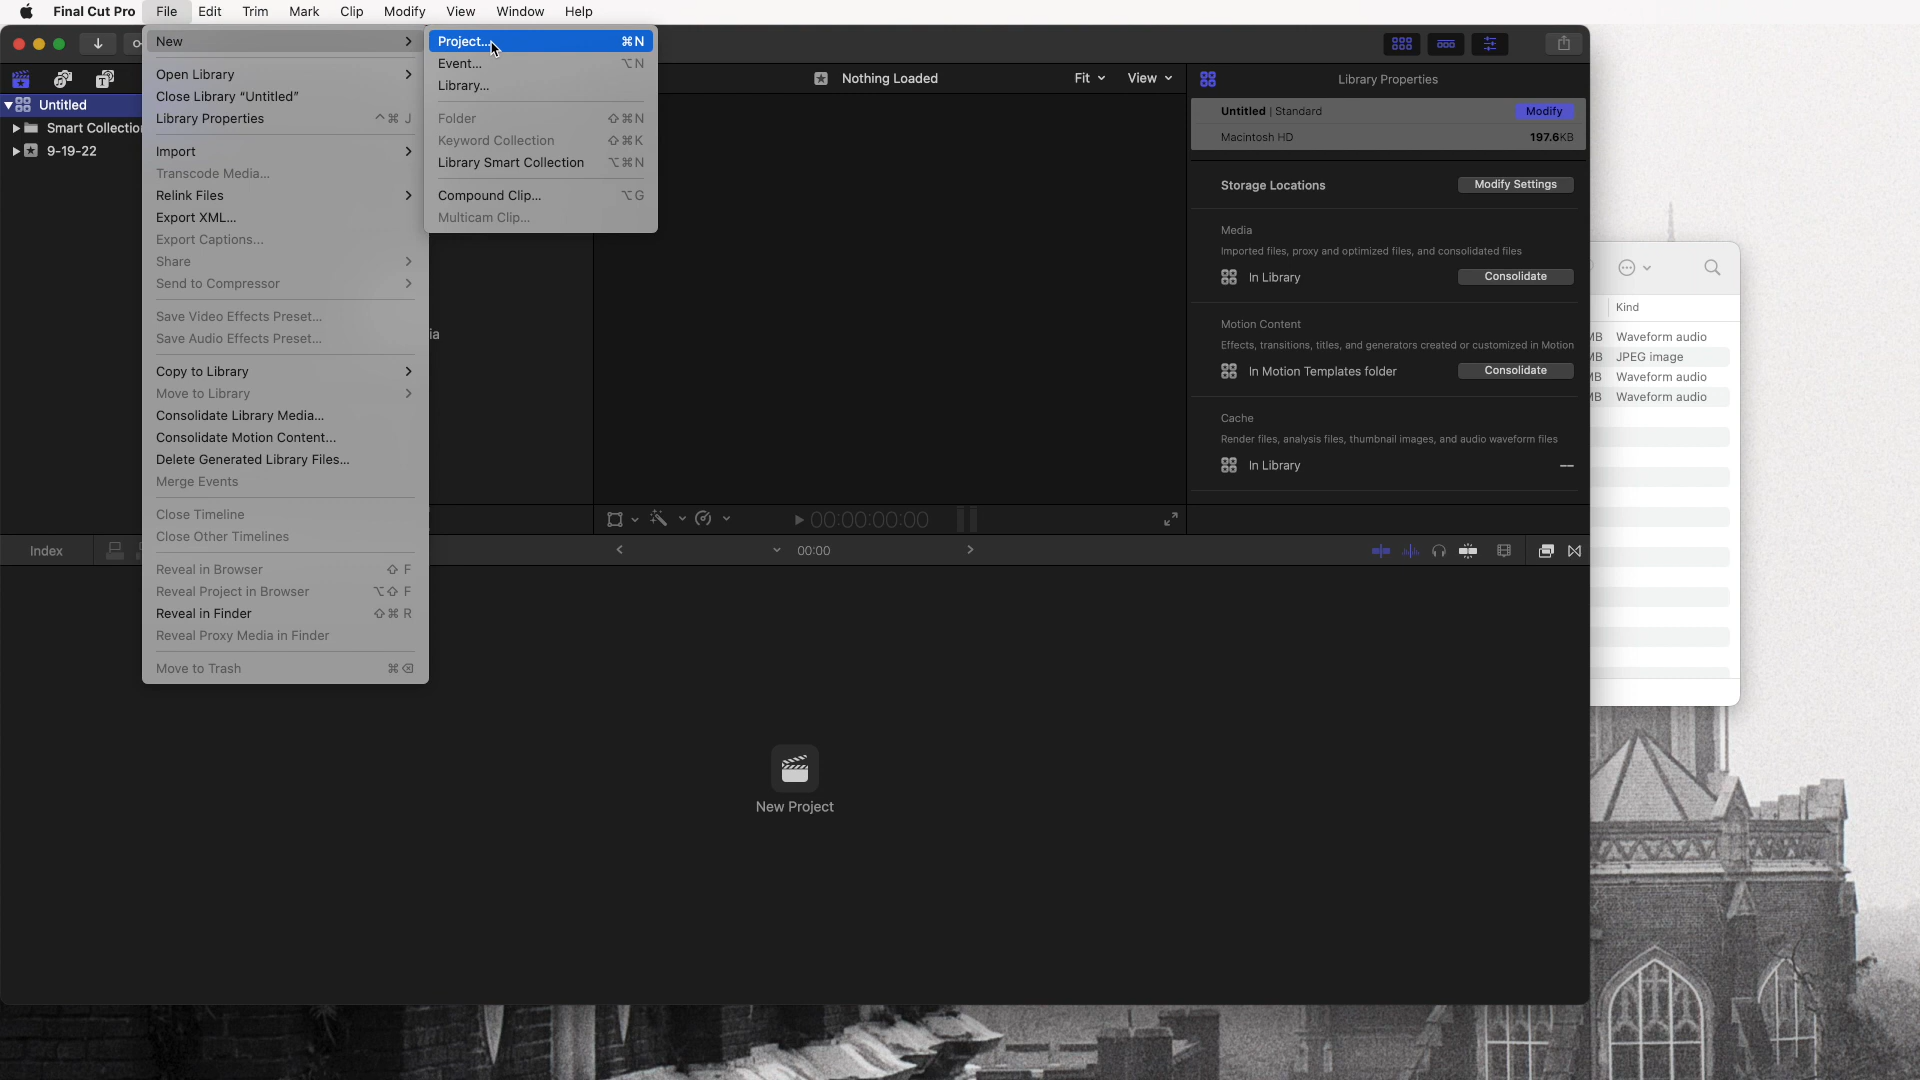 Final Cut Pro File Edit Trim Mark Clip Modify View Window Help
New
Open Library
Close Library “Untitled”
Library Properties ⌃⌘ J
Import
Transcode Media...
Relink Files
Export XML...
Export Captions...
Share
Send to Compressor
Save Video Effects Preset...
Save Audio Effects Preset...
Copy to Library
Move to Library
Consolidate Library Media...
Consolidate Motion Content...
Delete Generated Library Files...
Merge Events
Close Timeline
Close Other Timelines
Reveal in Browser ⇧ F
Reveal Project in Browser ⌥⇧ F
Reveal in Finder ⇧⌘ R
Reveal Proxy Media in Finder
Move to Trash ⌘⌫
Project... ⌘N
Event... ⌥N
Library...
Folder ⇧⌘N
Keyword Collection ⇧⌘K
Library Smart Collection ⌥⌘N
Compound Clip... ⌥G
Multicam Clip...
Untitled
Smart Collection
9-19-22
Nothing Loaded Fit View
Library Properties
Untitled | Standard Modify
Macintosh HD 197.6KB
Storage Locations Modify Settings
Media
Imported files, proxy and optimized files, and consolidated files
In Library Consolidate
Motion Content
Effects, transitions, titles, and generators created or customized in Motion
In Motion Templates folder Consolidate
Cache
Render files, analysis files, thumbnail images, and audio waveform files
In Library --
00:00:00:00
Index 00:00
New Project
Kind
MB Waveform audio
MB JPEG image
MB Waveform audio
MB Waveform audio